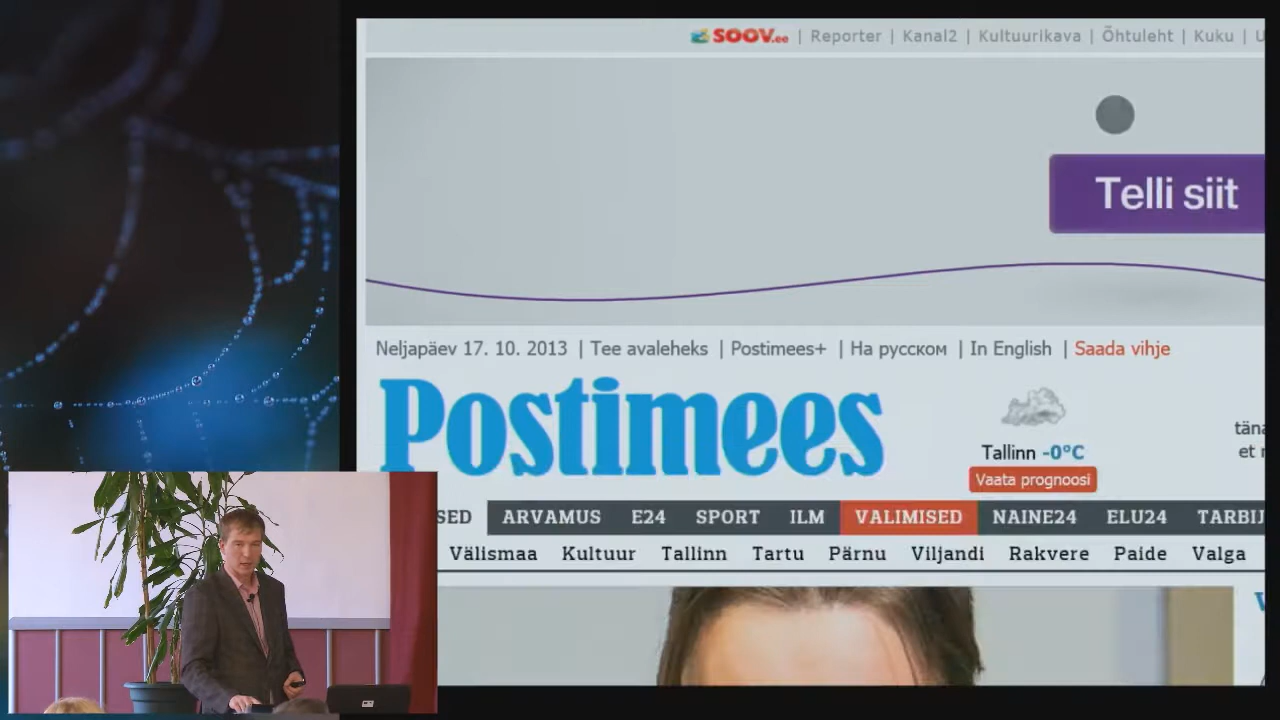 SOOV.ee | Reporter | Kanal2 | Kultuurikava | Õhtuleht | Kuku |
Telli siit
Neljapäev 17. 10. 2013 | Tee avaleheks | Postimees+ | На русском | In English | Saada vihje
Postimees
Tallinn -0°C
Vaata prognoosi
ARVAMUS E24 SPORT ILM VALIMISED NAINE24 ELU24
Välismaa Kultuur Tallinn Tartu Pärnu Viljandi Rakvere Paide Valga